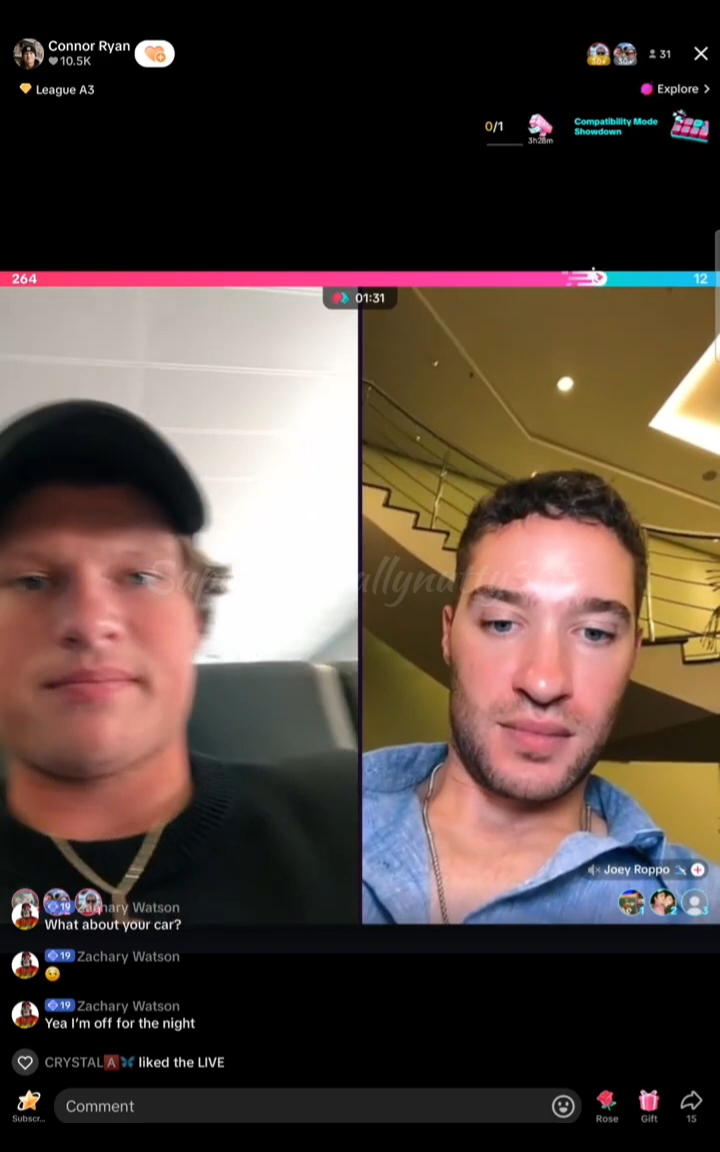 Connor Ryan
10.5K
31
League A3
Explore
0/1
3h28m
Compatibility Mode
Showdown
264
12
01:31
Joey Roppo
19 Zachary Watson
What about your car?
19 Zachary Watson
19 Zachary Watson
Yea I'm off for the night
CRYSTAL🅰️🦋 liked the LIVE
Subscr...
Comment
Rose
Gift
15